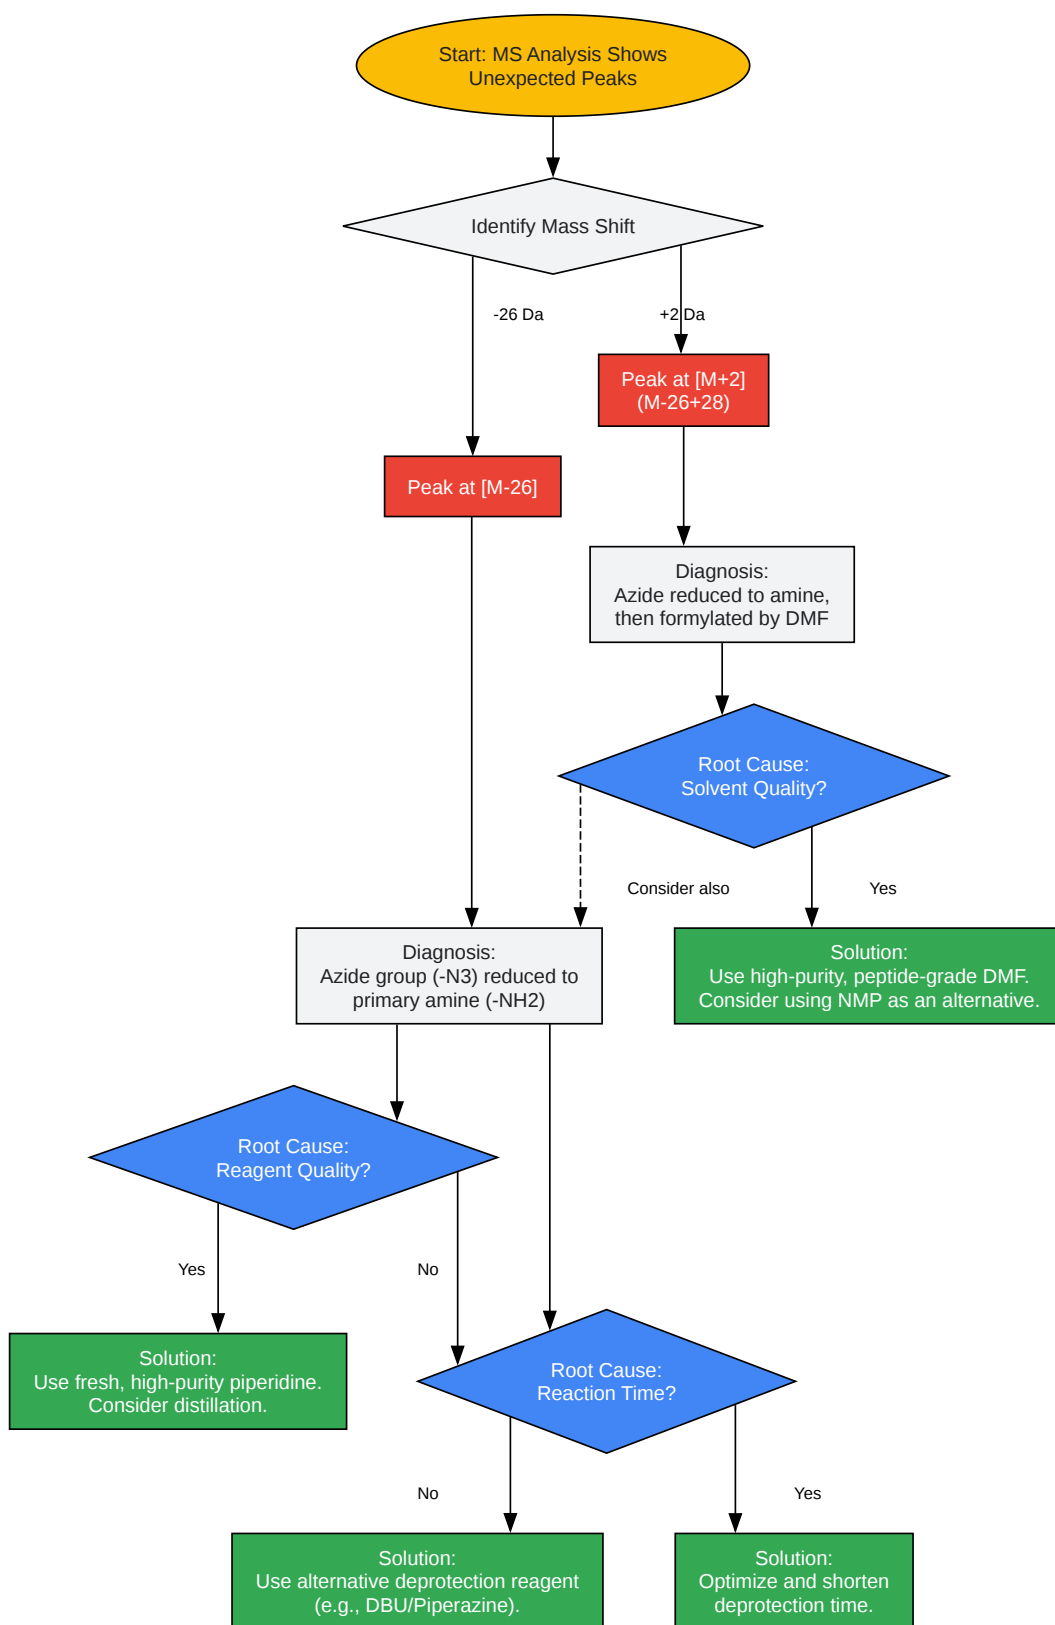 Start: MS Analysis Shows
Unexpected Peaks
Identify Mass Shift
-26 Da
+2 Da
Peak at [M+2]
(M-26+28)
Peak at [M-26]
Diagnosis:
Azide reduced to amine,
then formylated by DMF
Root Cause:
Solvent Quality?
Consider also
Yes
Diagnosis:
Azide group (-N3) reduced to
primary amine (-NH2)
Solution:
Use high-purity, peptide-grade DMF.
Consider using NMP as an alternative.
Root Cause:
Reagent Quality?
Yes
No
Solution:
Use fresh, high-purity piperidine.
Consider distillation.
Root Cause:
Reaction Time?
No
Yes
Solution:
Use alternative deprotection reagent
(e.g., DBU/Piperazine).
Solution:
Optimize and shorten
deprotection time.